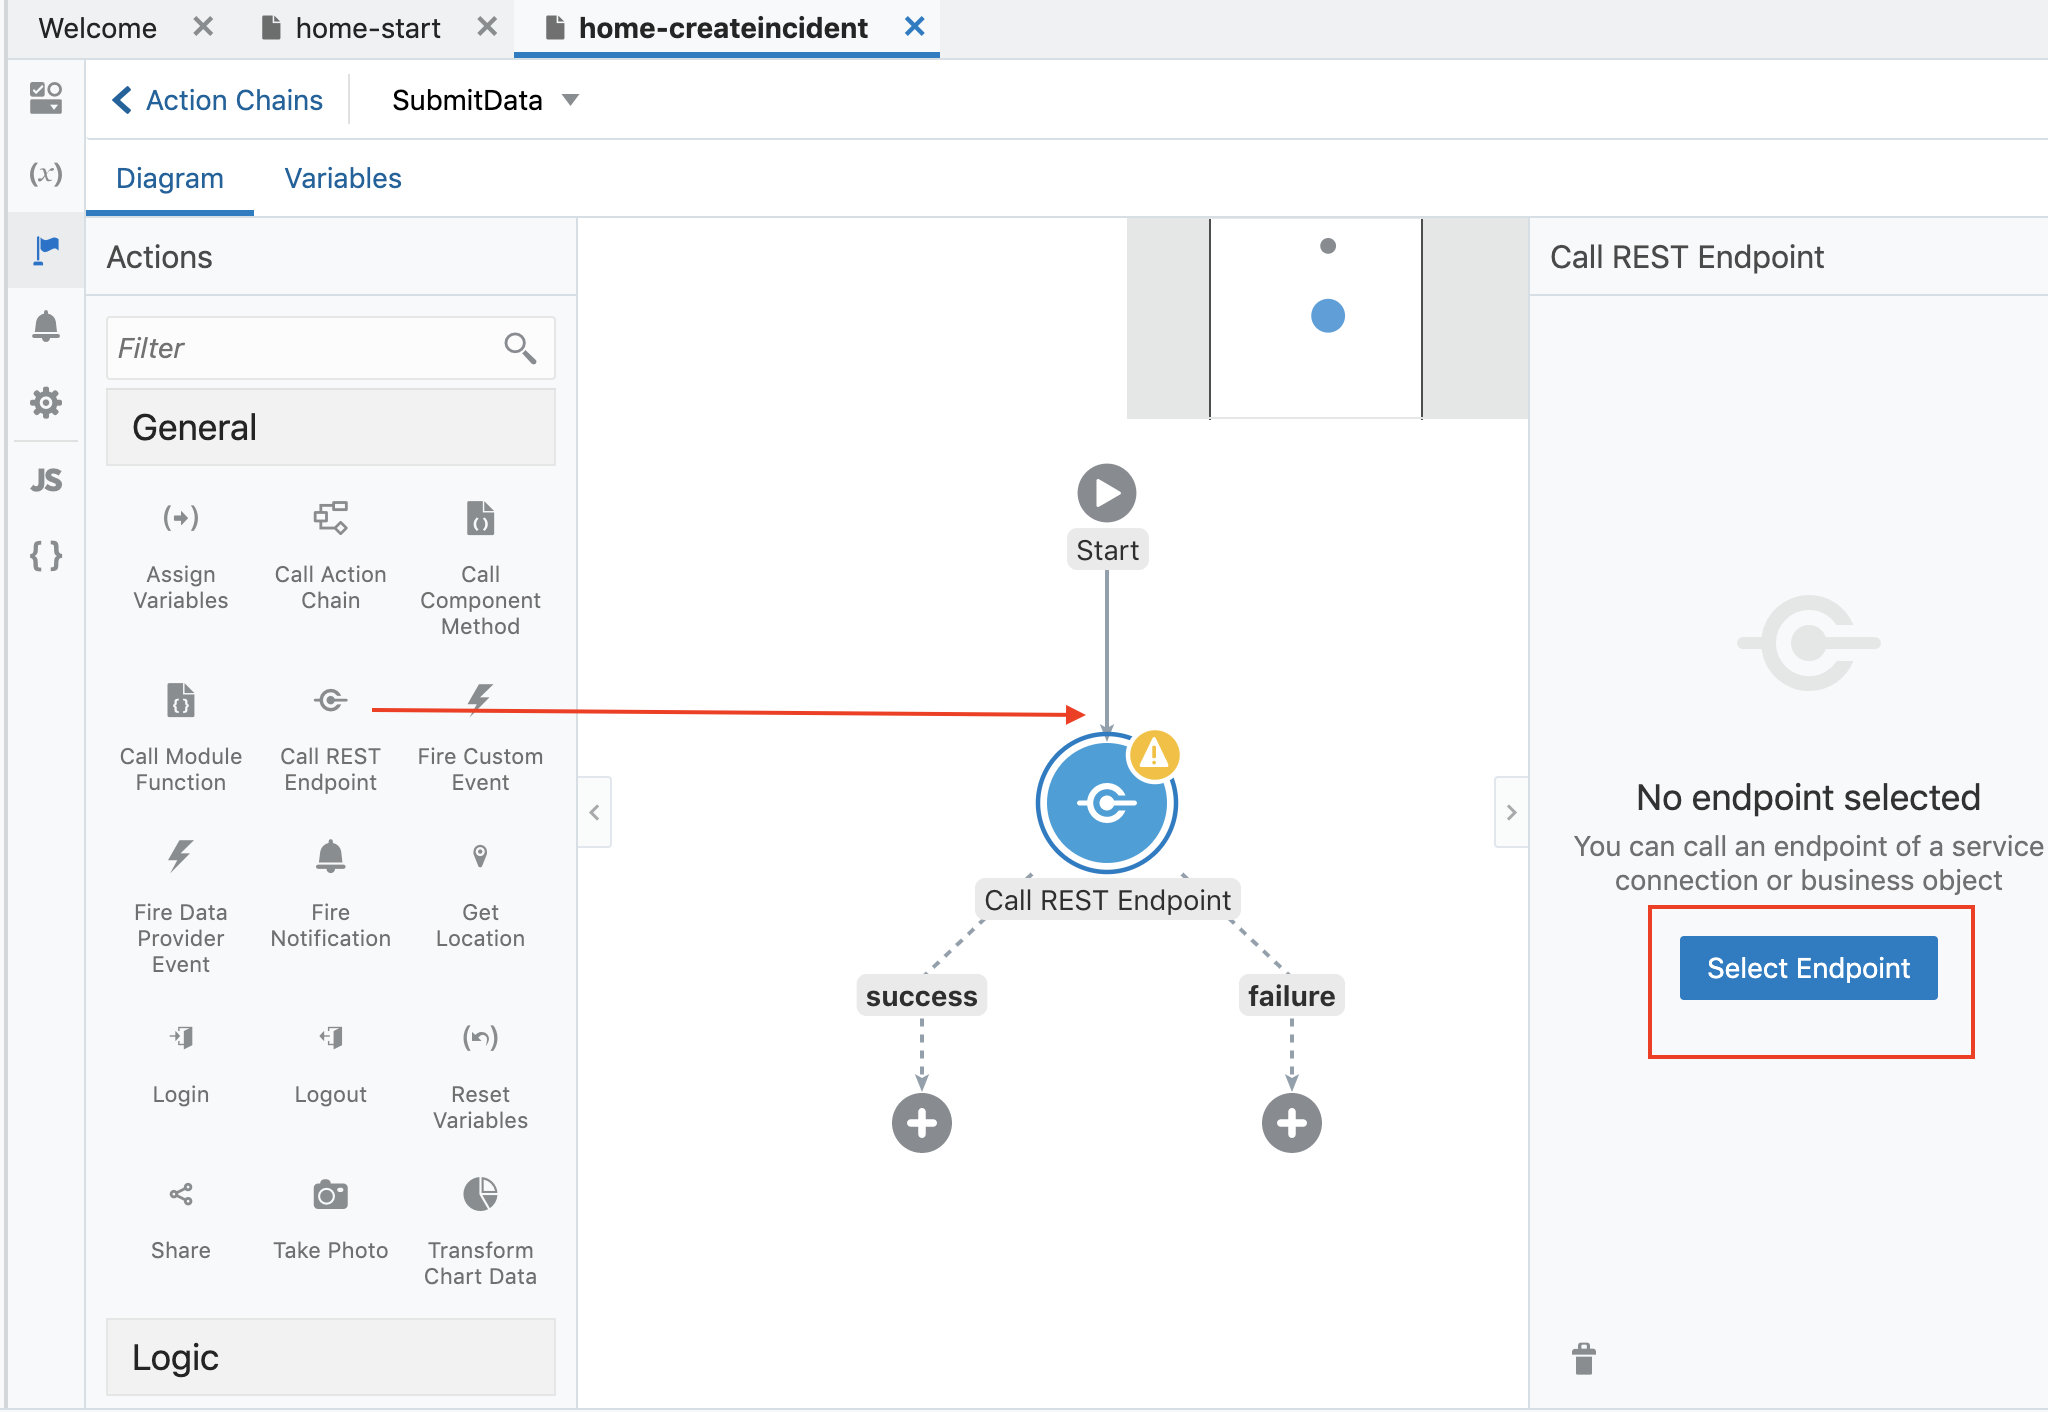 Welcome
home-start
home-createincident
Action Chains
SubmitData
Diagram
Variables
(x)
JS
{ }
Actions
Filter
General
Assign
Variables
Call Action
Chain
Call
Component
Method
Call Module
Function
Call REST
Endpoint
Fire Custom
Event
Fire Data
Provider
Event
Fire
Notification
Get
Location
Login
Logout
Reset
Variables
Share
Take Photo
Transform
Chart Data
Logic
Start
Call REST Endpoint
success
failure
Call REST Endpoint
No endpoint selected
You can call an endpoint of a service
connection or business object
Select Endpoint